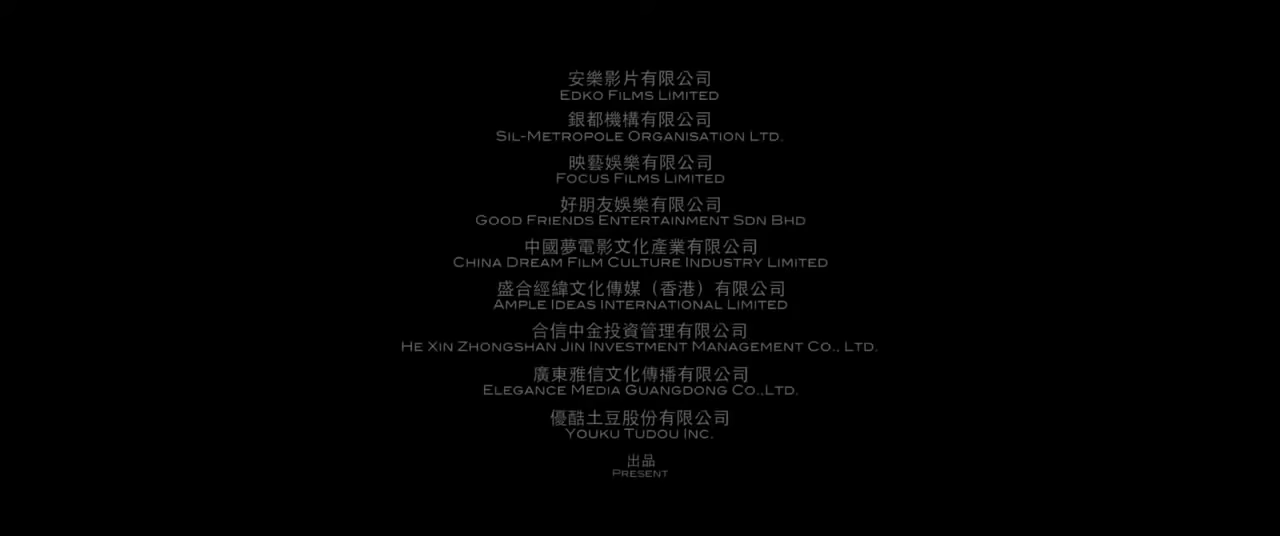 安樂影片有限公司
EDKO FILMS LIMITED
銀都機構有限公司
SIL-METROPOLE ORGANISATION LTD.
映藝娛樂有限公司
FOCUS FILMS LIMITED
好朋友娛樂有限公司
GOOD FRIENDS ENTERTAINMENT SDN BHD
中國夢電影文化產業有限公司
CHINA DREAM FILM CULTURE INDUSTRY LIMITED
盛合經緯文化傳媒（香港）有限公司
AMPLE IDEAS INTERNATIONAL LIMITED
合信中金投資管理有限公司
HE XIN ZHONGSHAN JIN INVESTMENT MANAGEMENT CO., LTD.
廣東雅信文化傳播有限公司
ELEGANCE MEDIA GUANGDONG CO.,LTD.
優酷土豆股份有限公司
YOUKU TUDOU INC.
出品
PRESENT